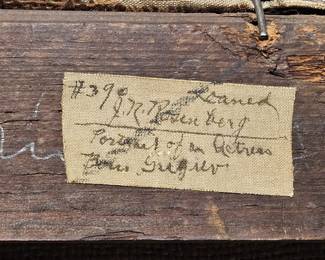 #390 Loaned
J. R. Rosenberg
Portrait of an Actress